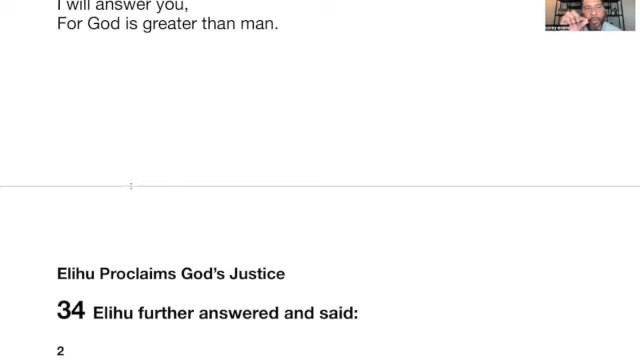 I will answer you,
For God is greater than man.
Elihu Proclaims God's Justice
34 Elihu further answered and said:
2